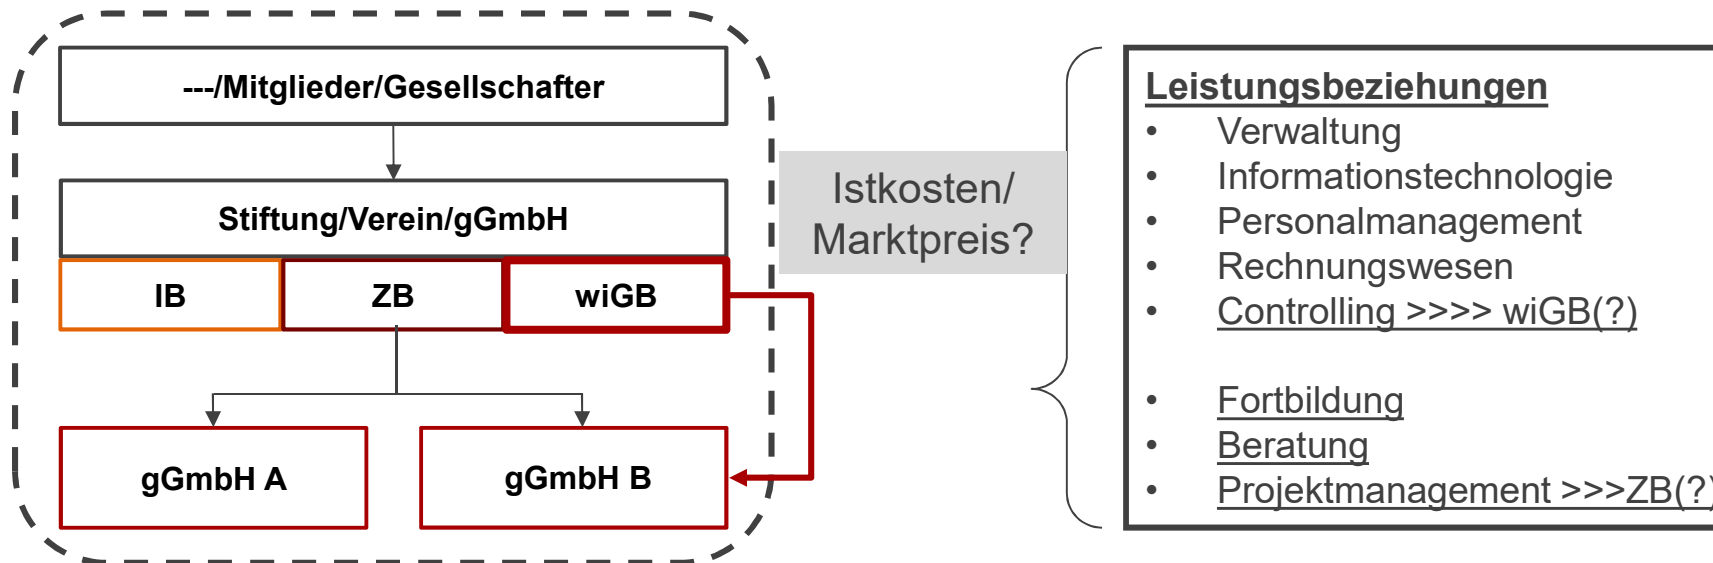 ---/Mitglieder/Gesellschafter
Stiftung/Verein/gGmbH
IB
ZB
wiGB
gGmbH A
gGmbH B
Istkosten/
Marktpreis?
Leistungsbeziehungen
• Verwaltung
• Informationstechnologie
• Personalmanagement
• Rechnungswesen
• Controlling >>>> wiGB(?)
• Fortbildung
• Beratung
• Projektmanagement >>>ZB(?)